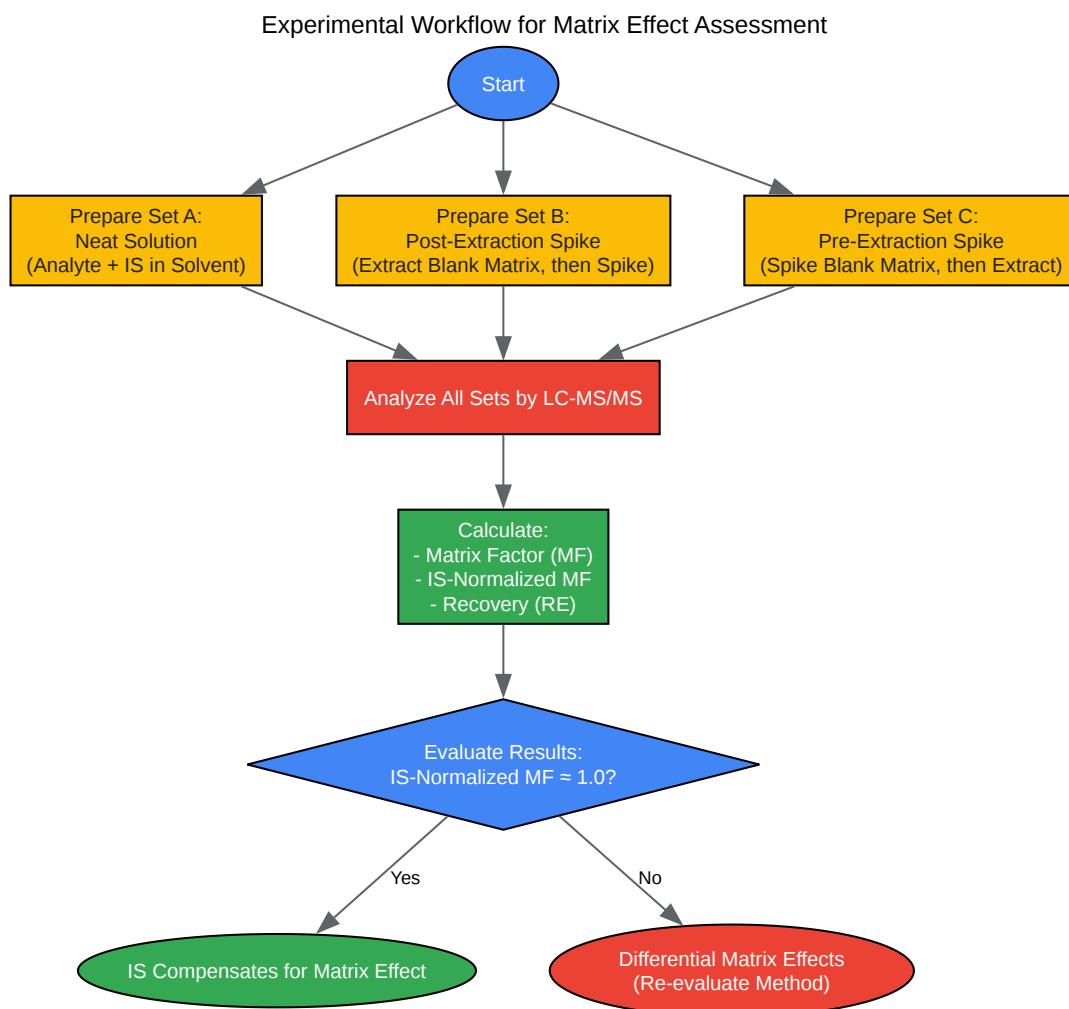 Experimental Workflow for Matrix Effect Assessment
Start
Prepare Set A:
Neat Solution
(Analyte + IS in Solvent)
Prepare Set B:
Post-Extraction Spike
(Extract Blank Matrix, then Spike)
Prepare Set C:
Pre-Extraction Spike
(Spike Blank Matrix, then Extract)
Analyze All Sets by LC-MS/MS
Calculate:
- Matrix Factor (MF)
- IS-Normalized MF
- Recovery (RE)
Evaluate Results:
IS-Normalized MF ≈ 1.0?
Yes
No
IS Compensates for Matrix Effect
Differential Matrix Effects
(Re-evaluate Method)